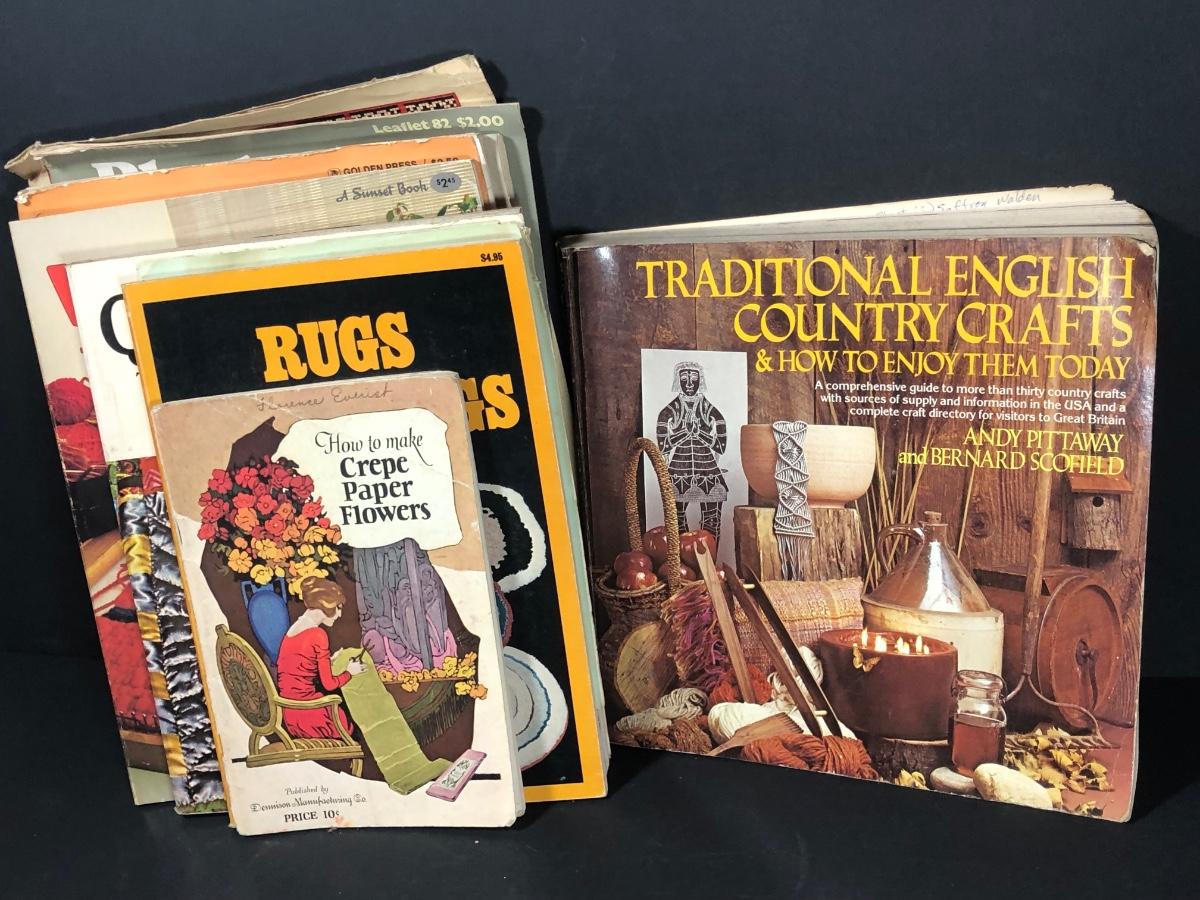 Leaflet 82 $2.00
GOLDEN PRESS
A Sunset Book $2.45
$4.95
RUGS
GS
Florence Everist
How to make
Crepe
Paper
Flowers
Published by
Dennison Manufacturing Co.
PRICE 10¢
Saffron Walden
TRADITIONAL ENGLISH
COUNTRY CRAFTS
& HOW TO ENJOY THEM TODAY
A comprehensive guide to more than thirty country crafts
with sources of supply and information in the USA and a
complete craft directory for visitors to Great Britain
ANDY PITTAWAY
and BERNARD SCOFIELD